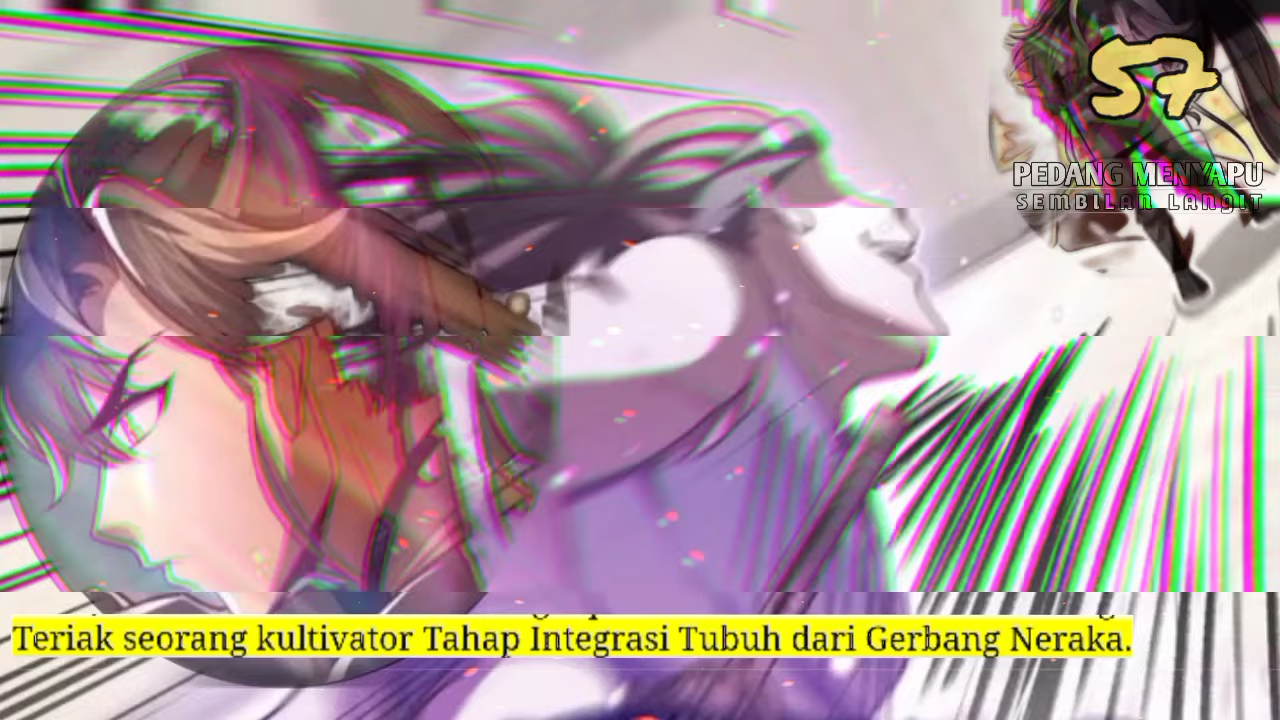 57
PEDANG MENYAPU
SEMBILAN LANGIT
Teriak seorang kultivator Tahap Integrasi Tubuh dari Gerbang Neraka.